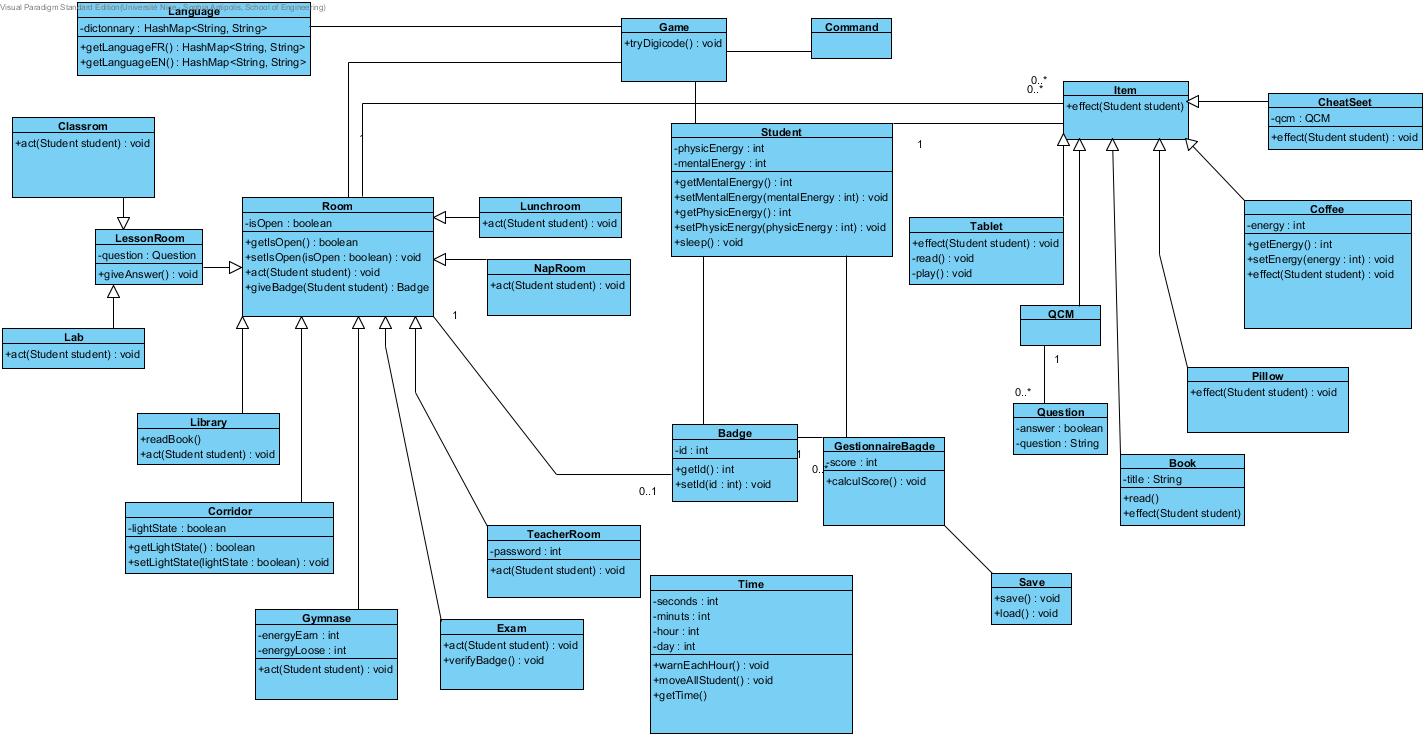 Visual Paradigm Standard Edition(Université Nice Sophia Antipolis, School of Engineering)
Language
-dictonnary : HashMap<String, String>
+getLanguageFR() : HashMap<String, String>
+getLanguageEN() : HashMap<String, String>
Game
+tryDigicode() : void
Command
0..*
0..*
Item
+effect(Student student)
CheatSeet
-qcm : QCM
+effect(Student student) : void
Classrom
+act(Student student) : void
Student
-physicEnergy : int
-mentalEnergy : int
+getMentalEnergy() : int
+setMentalEnergy(mentalEnergy : int) : void
+getPhysicEnergy() : int
+setPhysicEnergy(physicEnergy : int) : void
+sleep() : void
1
Room
-isOpen : boolean
+getIsOpen() : boolean
+setIsOpen(isOpen : boolean) : void
+act(Student student) : void
+giveBadge(Student student) : Badge
Lunchroom
+act(Student student) : void
Coffee
-energy : int
+getEnergy() : int
+setEnergy(energy : int) : void
+effect(Student student) : void
Tablet
+effect(Student student) : void
-read() : void
-play() : void
LessonRoom
-question : Question
+giveAnswer() : void
NapRoom
+act(Student student) : void
1
QCM
Lab
+act(Student student) : void
1
0..*
Pillow
+effect(Student student) : void
Question
-answer : boolean
-question : String
Library
+readBook()
+act(Student student) : void
Badge
-id : int
+getId() : int
+setId(id : int) : void
1
0..*
GestionnaireBagde
-score : int
+calculScore() : void
0..1
Book
-title : String
+read()
+effect(Student student)
Corridor
-lightState : boolean
+getLightState() : boolean
+setLightState(lightState : boolean) : void
TeacherRoom
-password : int
+act(Student student) : void
Time
-seconds : int
-minuts : int
-hour : int
-day : int
+warnEachHour() : void
+moveAllStudent() : void
+getTime()
Save
+save() : void
+load() : void
Gymnase
-energyEarn : int
-energyLoose : int
+act(Student student) : void
Exam
+act(Student student) : void
+verifyBadge() : void